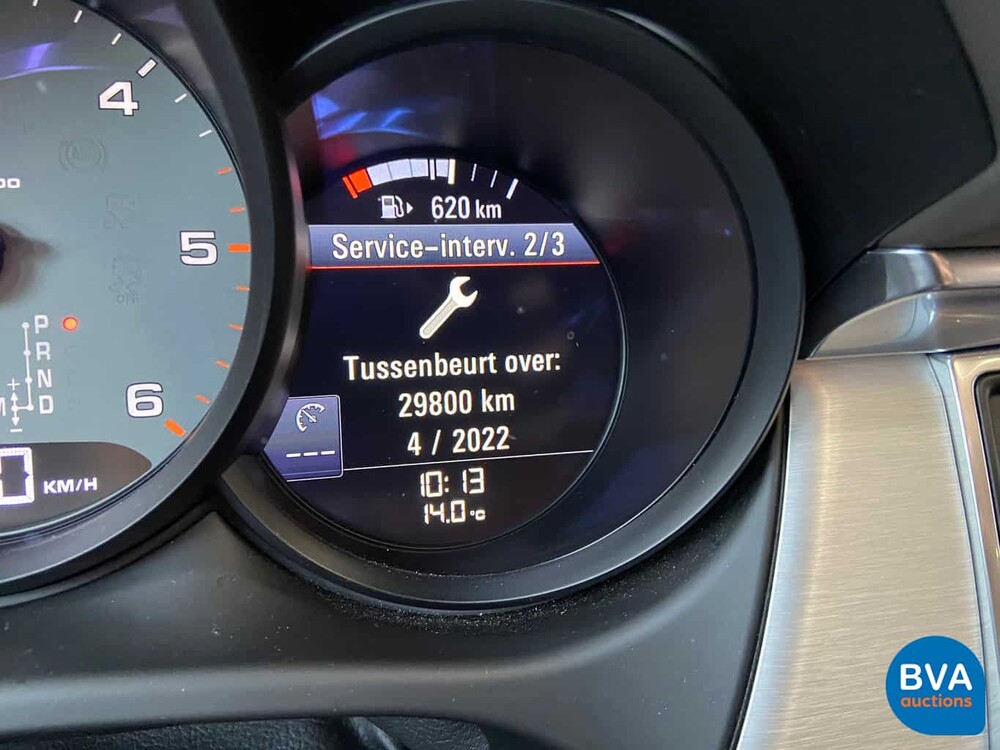 4
5
6
P
R
N
D
M
+
-
0 KM/H
620 km
Service-interv. 2/3
Tussenbeurt over:
29800 km
4 / 2022
---
10:13
14.0 °C
BVA
auctions